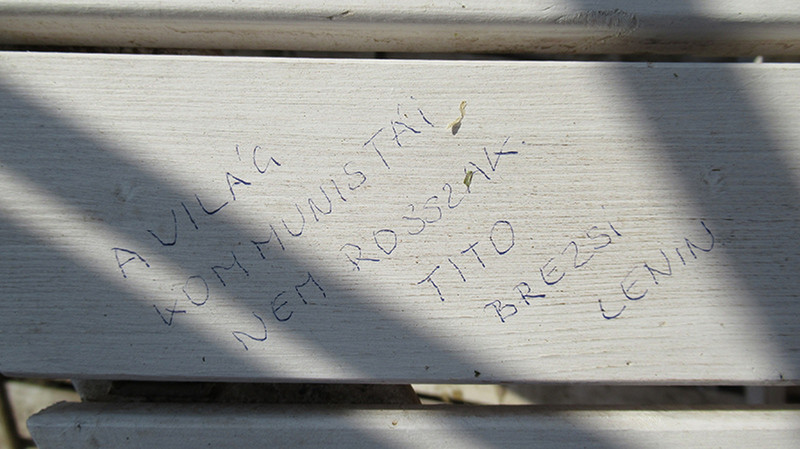 A VILÁG
KOMMUNISTÁI
NEM ROSSZAK.
TITO
BREZSI
LENIN